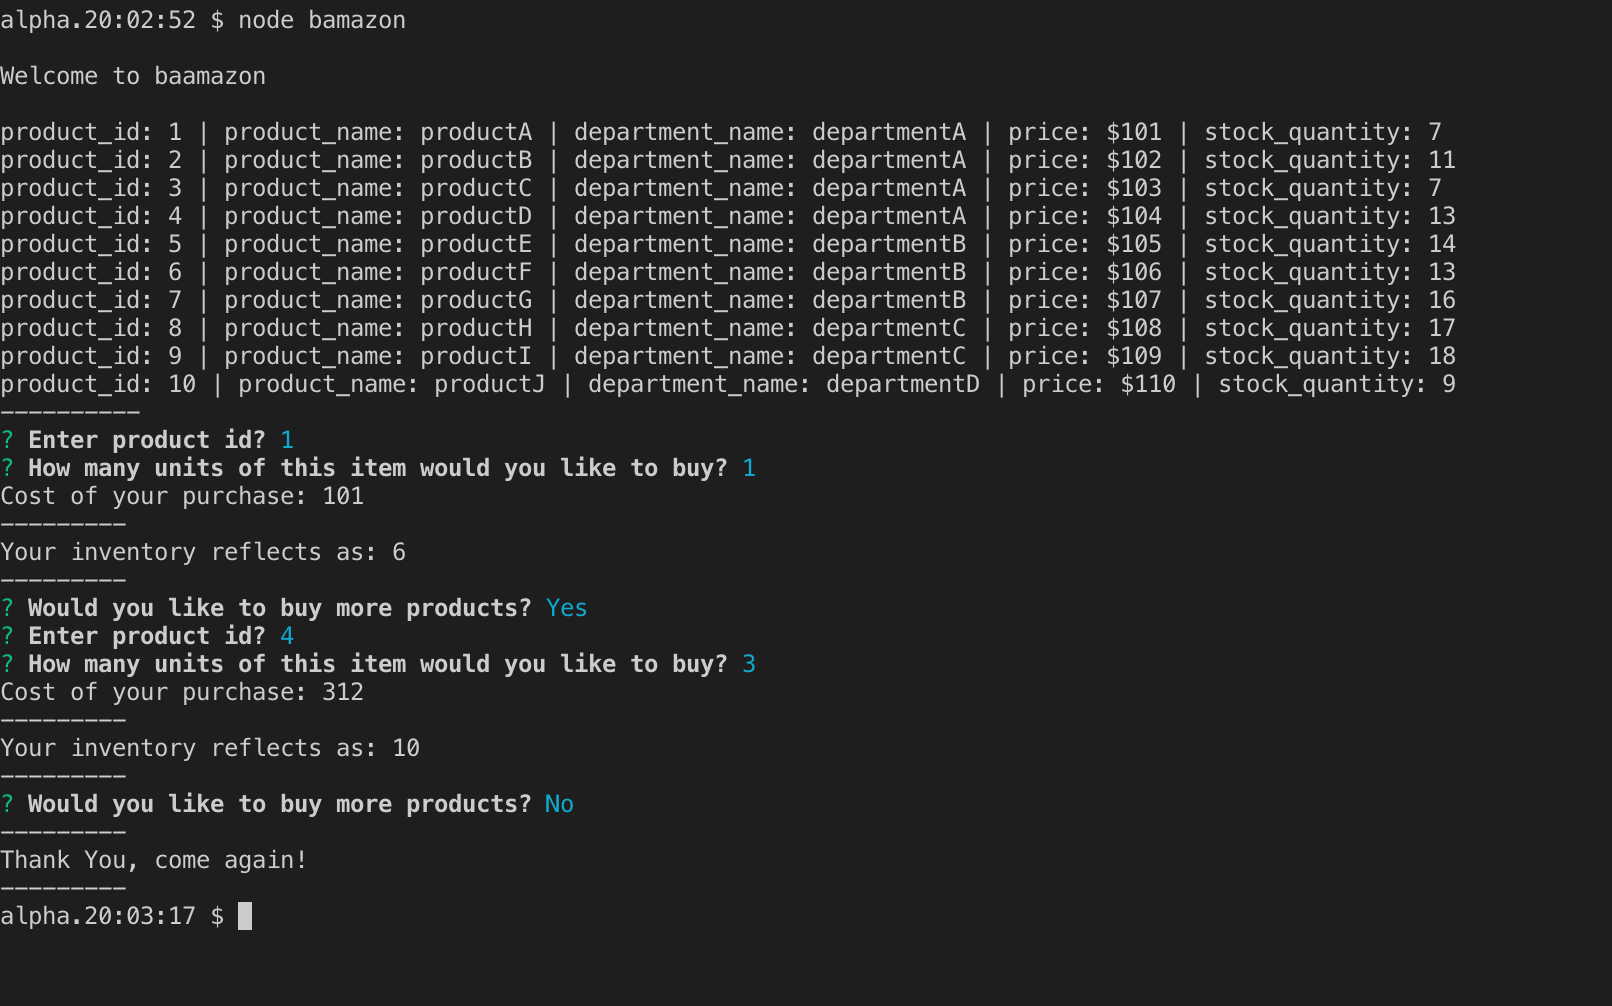 alpha.20:02:52 $ node bamazon
Welcome to baamazon
product_id: 1 | product_name: productA | department_name: departmentA | price: $101 | stock_quantity: 7
product_id: 2 | product_name: productB | department_name: departmentA | price: $102 | stock_quantity: 11
product_id: 3 | product_name: productC | department_name: departmentA | price: $103 | stock_quantity: 7
product_id: 4 | product_name: productD | department_name: departmentA | price: $104 | stock_quantity: 13
product_id: 5 | product_name: productE | department_name: departmentB | price: $105 | stock_quantity: 14
product_id: 6 | product_name: productF | department_name: departmentB | price: $106 | stock_quantity: 13
product_id: 7 | product_name: productG | department_name: departmentB | price: $107 | stock_quantity: 16
product_id: 8 | product_name: productH | department_name: departmentC | price: $108 | stock_quantity: 17
product_id: 9 | product_name: productI | department_name: departmentC | price: $109 | stock_quantity: 18
product_id: 10 | product_name: productJ | department_name: departmentD | price: $110 | stock_quantity: 9
----------
? Enter product id? 1
? How many units of this item would you like to buy? 1
Cost of your purchase: 101
---------
Your inventory reflects as: 6
---------
? Would you like to buy more products? Yes
? Enter product id? 4
? How many units of this item would you like to buy? 3
Cost of your purchase: 312
---------
Your inventory reflects as: 10
---------
? Would you like to buy more products? No
---------
Thank You, come again!
---------
alpha.20:03:17 $